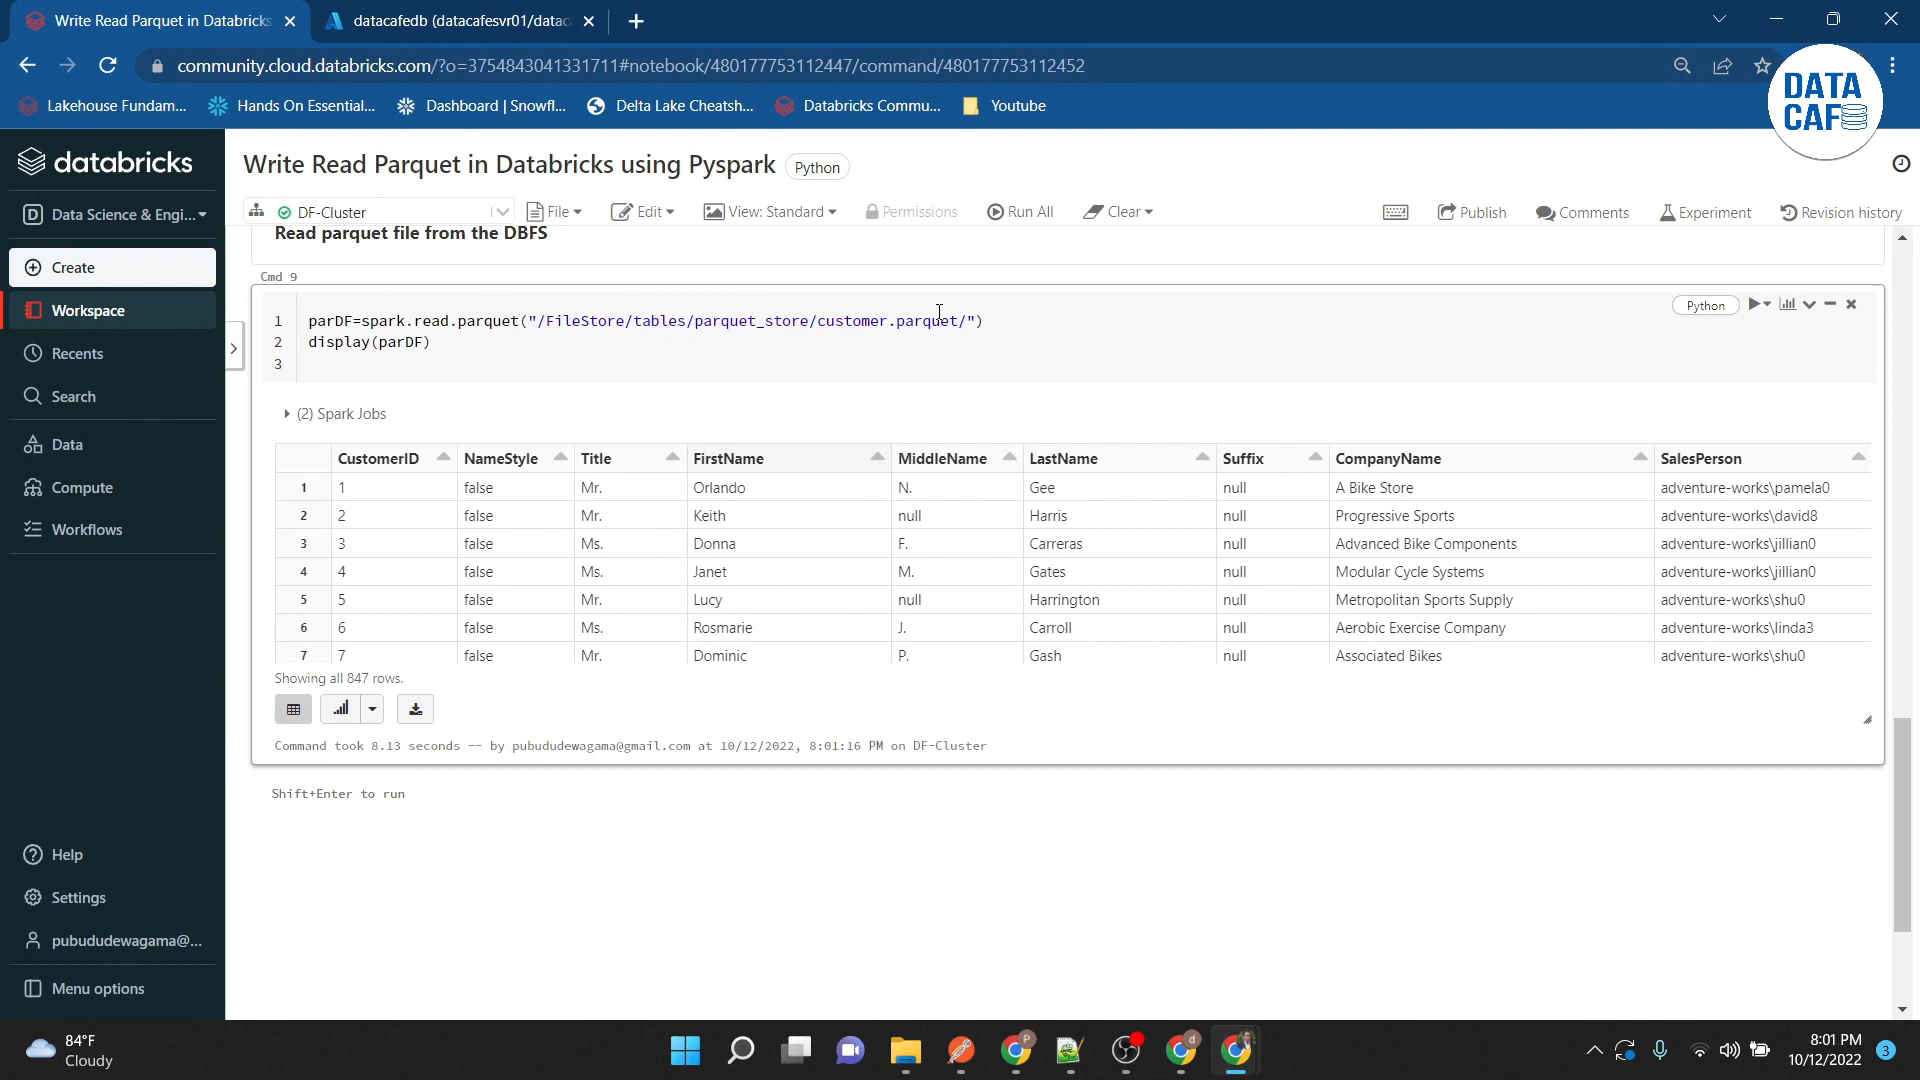 Write Read Parquet in Databricks
datacafedb (datacafesvr01/datac
community.cloud.databricks.com/?o=3754843041331711#notebook/480177753112447/command/480177753112452
Lakehouse Fundam...
Hands On Essential...
Dashboard | Snowfl...
Delta Lake Cheatsh...
Databricks Commu...
Youtube
DATA
CAF
databricks
Write Read Parquet in Databricks using Pyspark
Python
D Data Science & Engi...
DF-Cluster
File
Edit
View: Standard
Permissions
Run All
Clear
Publish
Comments
Experiment
Revision history
Create
Workspace
Recents
Search
Data
Compute
Workflows
Help
Settings
pubududewagama@...
Menu options
Read parquet file from the DBFS
Cmd 9
Python
1 parDF=spark.read.parquet("/FileStore/tables/parquet_store/customer.parquet/")
2 display(parDF)
3
(2) Spark Jobs
CustomerID NameStyle Title FirstName MiddleName LastName Suffix CompanyName SalesPerson
1 1 false Mr. Orlando N. Gee null A Bike Store adventure-works\pamela0
2 2 false Mr. Keith null Harris null Progressive Sports adventure-works\david8
3 3 false Ms. Donna F. Carreras null Advanced Bike Components adventure-works\jillian0
4 4 false Ms. Janet M. Gates null Modular Cycle Systems adventure-works\jillian0
5 5 false Mr. Lucy null Harrington null Metropolitan Sports Supply adventure-works\shu0
6 6 false Ms. Rosmarie J. Carroll null Aerobic Exercise Company adventure-works\linda3
7 7 false Mr. Dominic P. Gash null Associated Bikes adventure-works\shu0
Showing all 847 rows.
Command took 8.13 seconds -- by pubududewagama@gmail.com at 10/12/2022, 8:01:16 PM on DF-Cluster
Shift+Enter to run
84°F
Cloudy
P
d
8:01 PM
10/12/2022
3